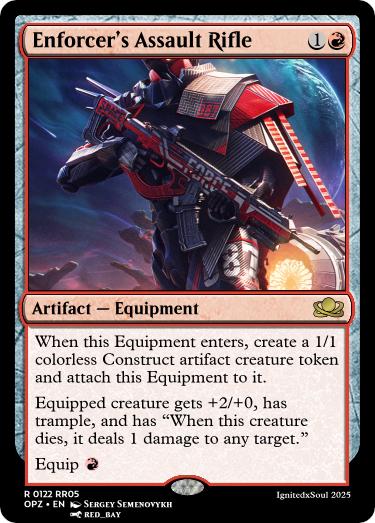 Enforcer's Assault Rifle 1
FORCE
Artifact — Equipment
When this Equipment enters, create a 1/1
colorless Construct artifact creature token
and attach this Equipment to it.
Equipped creature gets +2/+0, has
trample, and has “When this creature
dies, it deals 1 damage to any target.”
Equip
R 0122 RR05
OPZ • EN Sergey Semenovykh
red_bay
IgnitedxSoul 2025